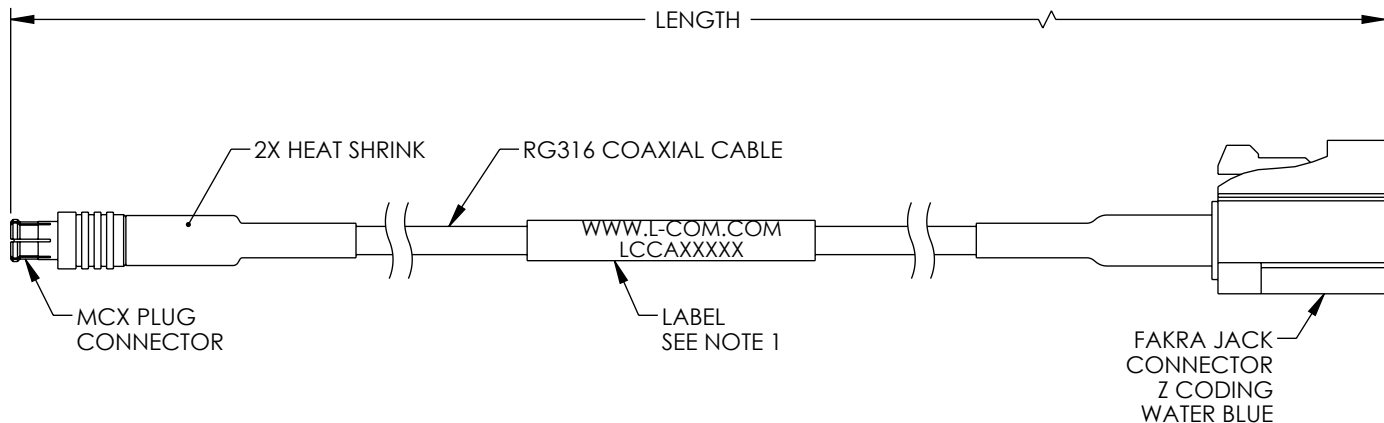 LENGTH
2X HEAT SHRINK
RG316 COAXIAL CABLE
WWW.L-COM.COM
LCCAXXXXX
MCX PLUG
CONNECTOR
LABEL
SEE NOTE 1
FAKRA JACK
CONNECTOR
Z CODING
WATER BLUE